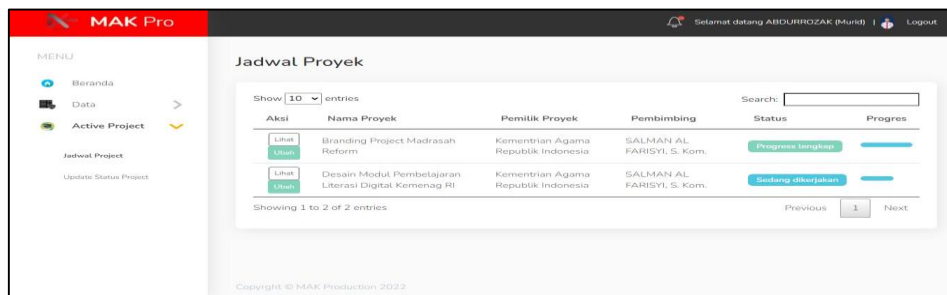 MAK Pro
Selamat datang ABDURROZAK (Murid) | Logout
MENU
Beranda
Data
Active Project
Jadwal Project
Update Status Project
Jadwal Proyek
Show 10 entries
Search:
Aksi Nama Proyek Pemilik Proyek Pembimbing Status Progres
Lihat
Ubah
Branding Project Madrasah
Reform
Kementrian Agama
Republik Indonesia
SALMAN AL
FARISYI, S. Kom.
Progress lengkap
Lihat
Ubah
Desain Modul Pembelajaran
Literasi Digital Kemenag RI
Kementrian Agama
Republik Indonesia
SALMAN AL
FARISYI, S. Kom.
Sedang dikerjakan
Showing 1 to 2 of 2 entries
Previous 1 Next
Copyright © MAK Production 2022